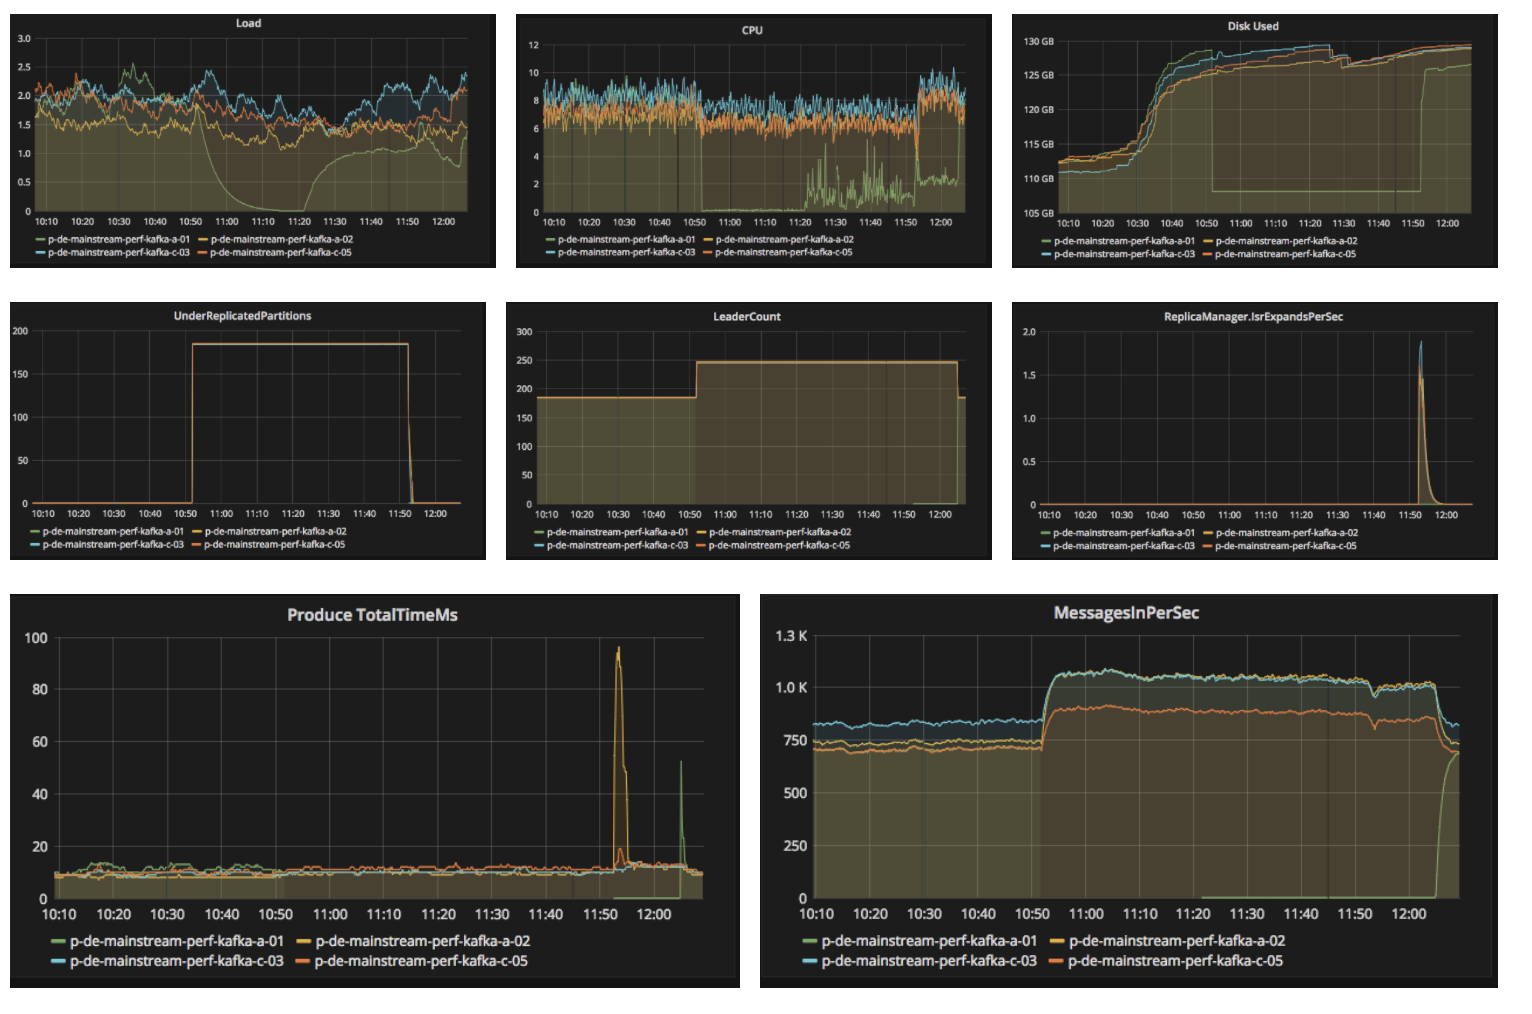 Load
3.0
2.5
2.0
1.5
1.0
0.5
0
10:10 10:20 10:30 10:40 10:50 11:00 11:10 11:20 11:30 11:40 11:50 12:00
p-de-mainstream-perf-kafka-a-01 p-de-mainstream-perf-kafka-a-02
p-de-mainstream-perf-kafka-c-03 p-de-mainstream-perf-kafka-c-05
CPU
12
10
8
6
4
2
0
10:10 10:20 10:30 10:40 10:50 11:00 11:10 11:20 11:30 11:40 11:50 12:00
p-de-mainstream-perf-kafka-a-01 p-de-mainstream-perf-kafka-a-02
p-de-mainstream-perf-kafka-c-03 p-de-mainstream-perf-kafka-c-05
Disk Used
130 GB
125 GB
120 GB
115 GB
110 GB
105 GB
10:10 10:20 10:30 10:40 10:50 11:00 11:10 11:20 11:30 11:40 11:50 12:00
p-de-mainstream-perf-kafka-a-01 p-de-mainstream-perf-kafka-a-02
p-de-mainstream-perf-kafka-c-03 p-de-mainstream-perf-kafka-c-05
UnderReplicatedPartitions
200
150
100
50
0
10:10 10:20 10:30 10:40 10:50 11:00 11:10 11:20 11:30 11:40 11:50 12:00
p-de-mainstream-perf-kafka-a-01 p-de-mainstream-perf-kafka-a-02
p-de-mainstream-perf-kafka-c-03 p-de-mainstream-perf-kafka-c-05
LeaderCount
300
250
200
150
100
50
0
10:10 10:20 10:30 10:40 10:50 11:00 11:10 11:20 11:30 11:40 11:50 12:00
p-de-mainstream-perf-kafka-a-01 p-de-mainstream-perf-kafka-a-02
p-de-mainstream-perf-kafka-c-03 p-de-mainstream-perf-kafka-c-05
ReplicaManager.IsrExpandsPerSec
2.0
1.5
1.0
0.5
0
10:10 10:20 10:30 10:40 10:50 11:00 11:10 11:20 11:30 11:40 11:50 12:00
p-de-mainstream-perf-kafka-a-01 p-de-mainstream-perf-kafka-a-02
p-de-mainstream-perf-kafka-c-03 p-de-mainstream-perf-kafka-c-05
Produce TotalTimeMs
100
80
60
40
20
0
10:10 10:20 10:30 10:40 10:50 11:00 11:10 11:20 11:30 11:40 11:50 12:00
p-de-mainstream-perf-kafka-a-01 p-de-mainstream-perf-kafka-a-02
p-de-mainstream-perf-kafka-c-03 p-de-mainstream-perf-kafka-c-05
MessagesInPerSec
1.3 K
1.0 K
750
500
250
0
10:10 10:20 10:30 10:40 10:50 11:00 11:10 11:20 11:30 11:40 11:50 12:00
p-de-mainstream-perf-kafka-a-01 p-de-mainstream-perf-kafka-a-02
p-de-mainstream-perf-kafka-c-03 p-de-mainstream-perf-kafka-c-05